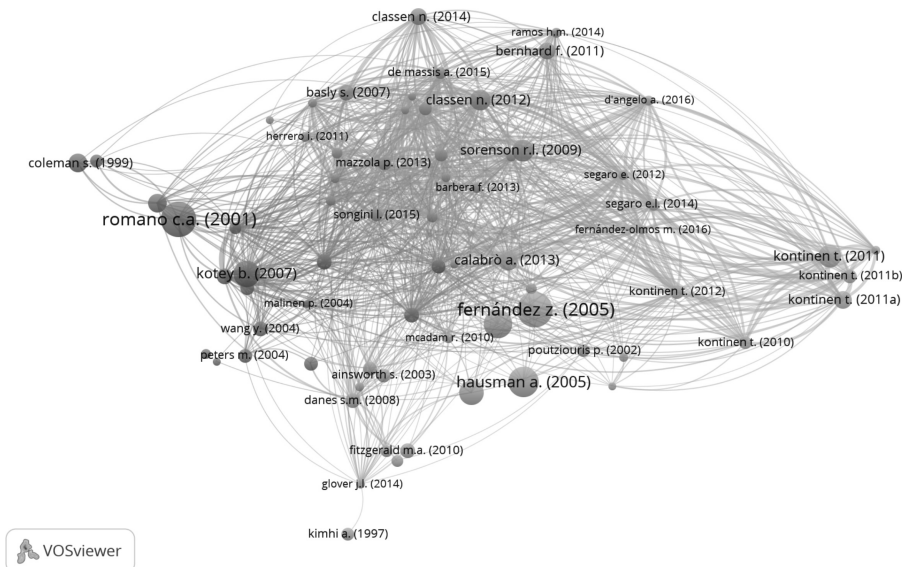 classen n. (2014)
ramos h.m. (2014)
bernhard f. (2011)
de massis a. (2015)
basly s. (2007)
classen n. (2012)
d'angelo a. (2016)
herrero i. (2011)
sorenson r.l. (2009)
coleman s. (1999)
mazzola p. (2013)
segaro e. (2012)
barbera f. (2013)
segaro e.l. (2014)
romano c.a. (2001)
songini l. (2015)
fernández-olmos m. (2016)
kontinen t. (2011)
calabrò a. (2013)
kotey b. (2007)
kontinen t. (2011b)
kontinen t. (2012)
kontinen t. (2011a)
malinen p. (2004)
fernández z. (2005)
wang y. (2004)
mcadam r. (2010)
kontinen t. (2010)
poutziouris p. (2002)
peters m. (2004)
ainsworth s. (2003)
hausman a. (2005)
danes s.m. (2008)
fitzgerald m.a. (2010)
glover j.l. (2014)
kimhi a. (1997)
VOSviewer